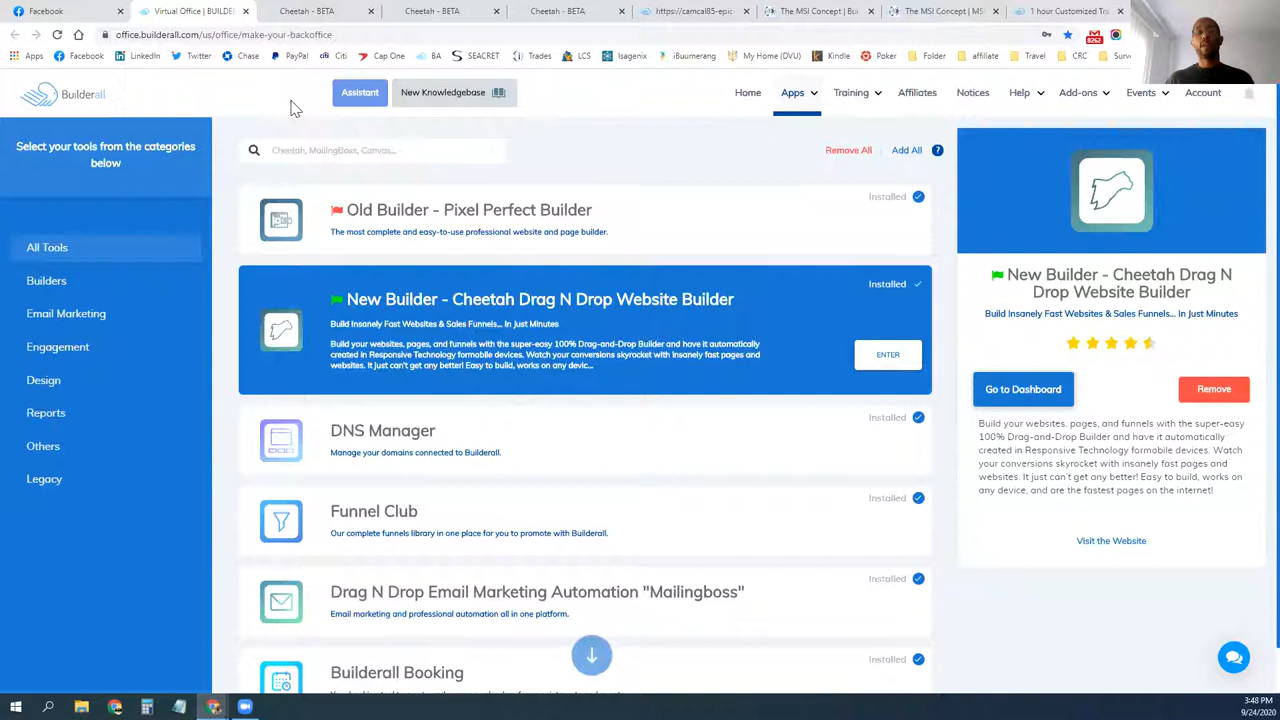 Facebook
Virtual Office | BUILDER
Cheetah - BETA
Cheetah - BETA
Cheetah - BETA
https://camcal85-epic-
The MSI Concept | Bui
The MSI Concept | MS
1 hour Customized Tra
office.builderall.com/us/office/make-your-backoffice
8262
Apps
Facebook
LinkedIn
Twitter
Chase
PayPal
Citi
Cap One
BA
SEACRET
Trades
LCS
Isagenix
iBuumerang
My Home (DVU)
Kindle
Poker
Folder
affiliate
Travel
CRC
Surv
Builderall
Assistant
New Knowledgebase
Home
Apps
Training
Affiliates
Notices
Help
Add-ons
Events
Account
Select your tools from the categories
below
All Tools
Builders
Email Marketing
Engagement
Design
Reports
Others
Legacy
Cheetah, MailingBoss, Canvas...
Remove All
Add All
?
Old Builder - Pixel Perfect Builder
The most complete and easy-to-use professional website and page builder.
Installed
New Builder - Cheetah Drag N Drop Website Builder
Build Insanely Fast Websites & Sales Funnels... In Just Minutes
Build your websites, pages, and funnels with the super-easy 100% Drag-and-Drop Builder and have it automatically
created in Responsive Technology formobile devices. Watch your conversions skyrocket with insanely fast pages and
websites. It just can't get any better! Easy to build, works on any devic...
Installed
ENTER
DNS Manager
Manage your domains connected to Builderall.
Installed
Funnel Club
Our complete funnels library in one place for you to promote with Builderall.
Installed
Drag N Drop Email Marketing Automation "Mailingboss"
Email marketing and professional automation all in one platform.
Installed
Builderall Booking
Installed
New Builder - Cheetah Drag N
Drop Website Builder
Build Insanely Fast Websites & Sales Funnels... In Just Minutes
Go to Dashboard
Remove
Build your websites, pages, and funnels with the super-easy
100% Drag-and-Drop Builder and have it automatically
created in Responsive Technology formobile devices. Watch
your conversions skyrocket with insanely fast pages and
websites. It just can't get any better! Easy to build, works on
any device, and are the fastest pages on the internet!
Visit the Website
3:48 PM
9/24/2020